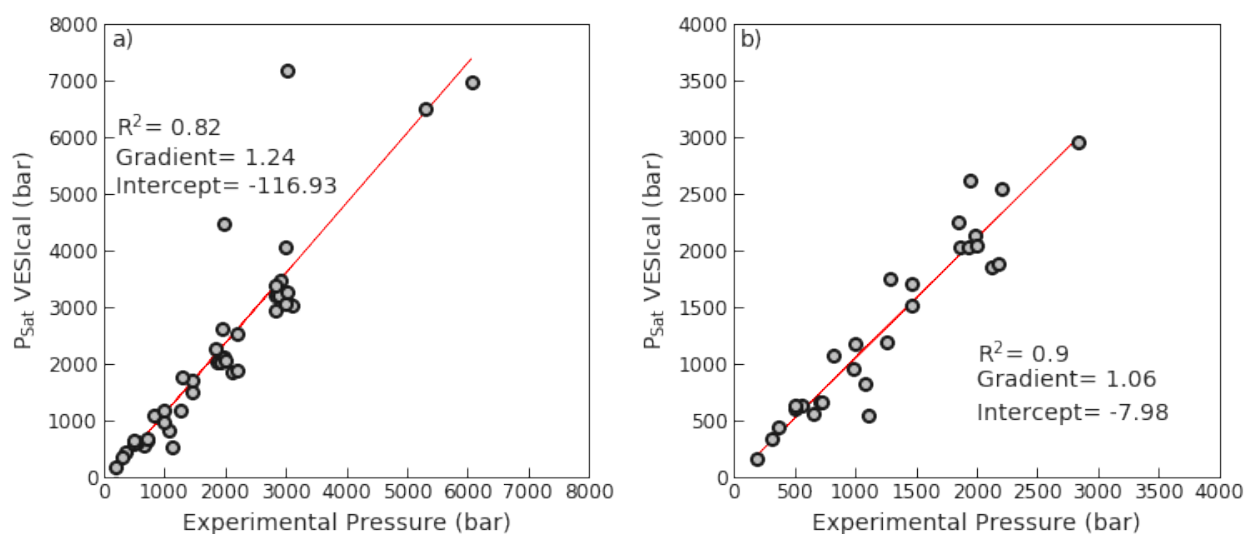 a)
R²= 0.82
Gradient= 1.24
Intercept= -116.93
8000
7000
6000
5000
4000
3000
2000
1000
0
P_Sat VESIcal (bar)
0 1000 2000 3000 4000 5000 6000 7000 8000
Experimental Pressure (bar)
b)
R²= 0.9
Gradient= 1.06
Intercept= -7.98
4000
3500
3000
2500
2000
1500
1000
500
0
P_Sat VESIcal (bar)
0 500 1000 1500 2000 2500 3000 3500 4000
Experimental Pressure (bar)